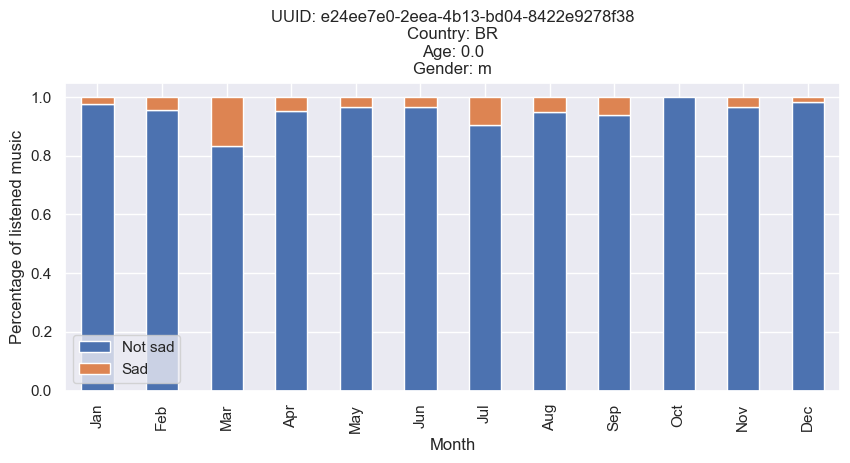 UUID: e24ee7e0-2eea-4b13-bd04-8422e9278f38
Country: BR
Age: 0.0
Gender: m
Percentage of listened music
1.0
0.8
0.6
0.4
0.2
0.0
Not sad
Sad
Jan
Feb
Mar
Apr
May
Jun
Jul
Aug
Sep
Oct
Nov
Dec
Month